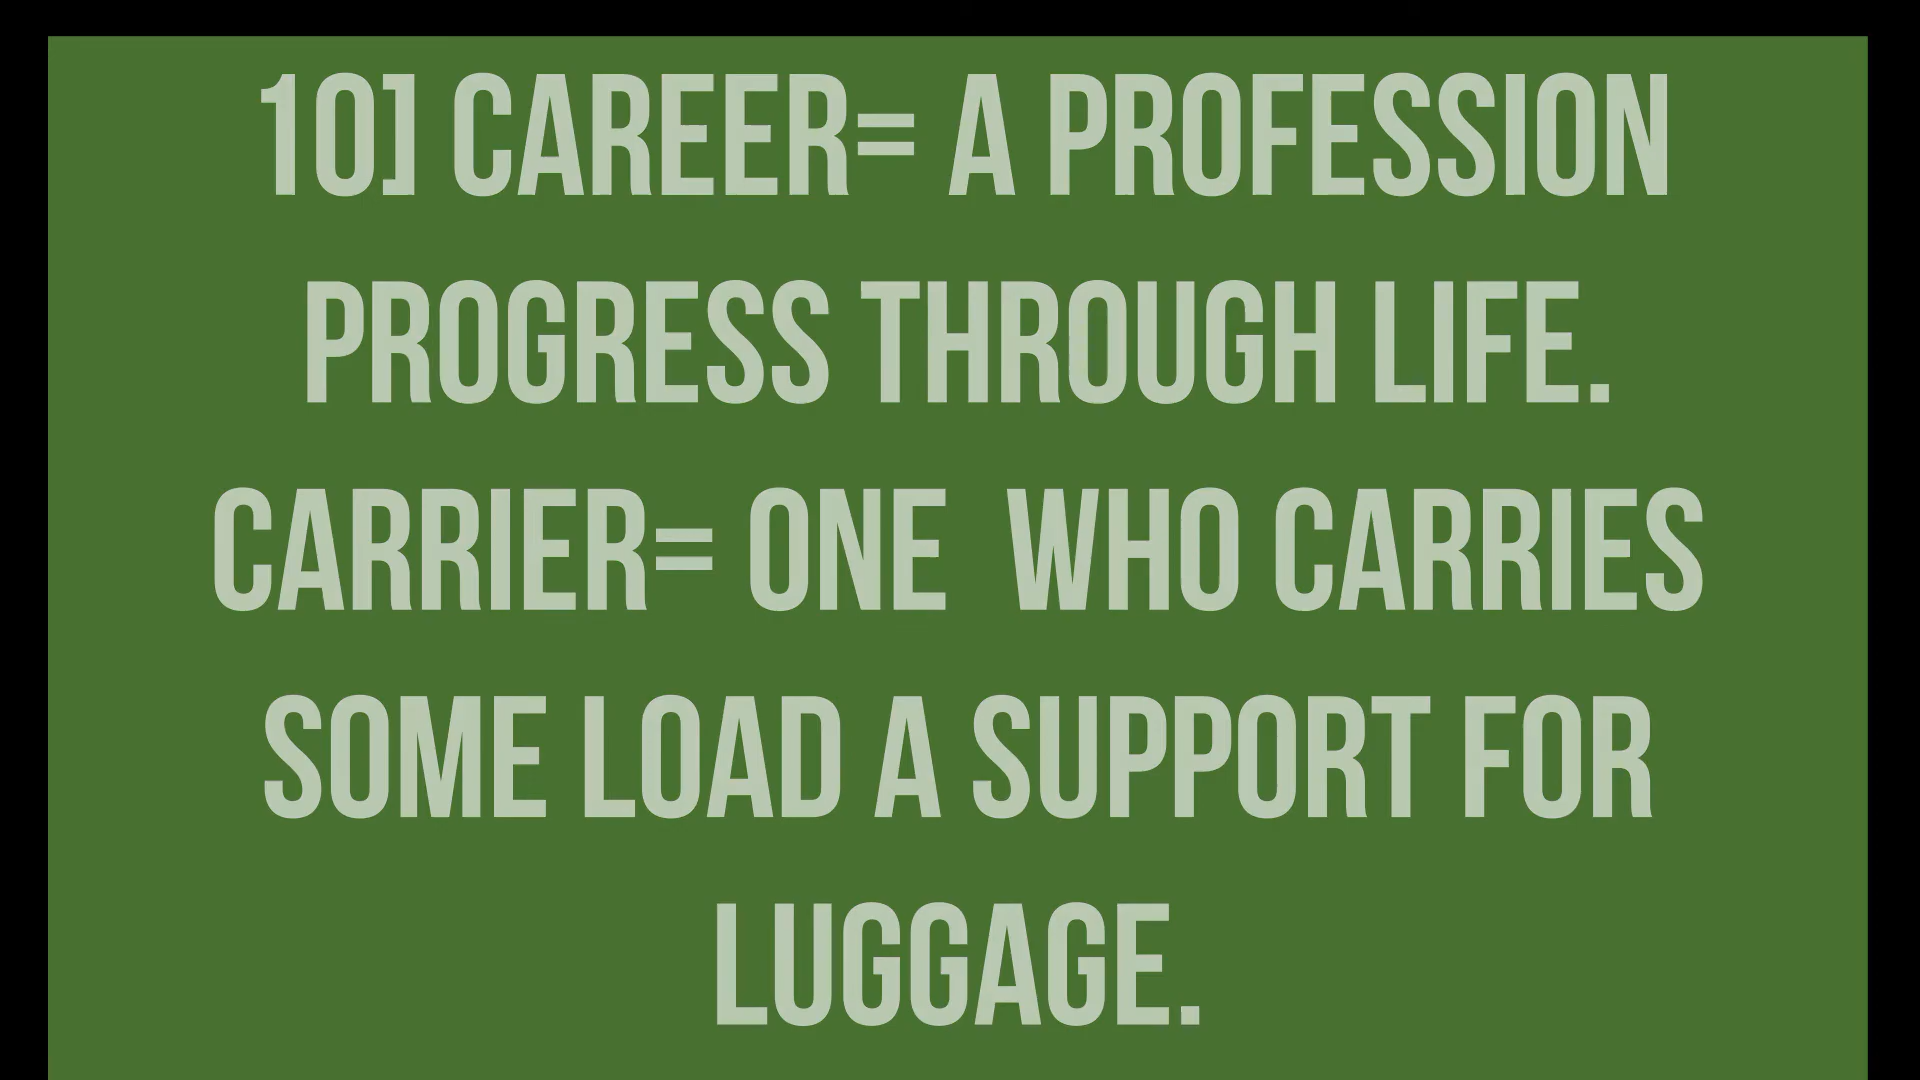 10] CAREER= A PROFESSION
PROGRESS THROUGH LIFE.
CARRIER= ONE  WHO CARRIES
SOME LOAD A SUPPORT FOR
LUGGAGE.